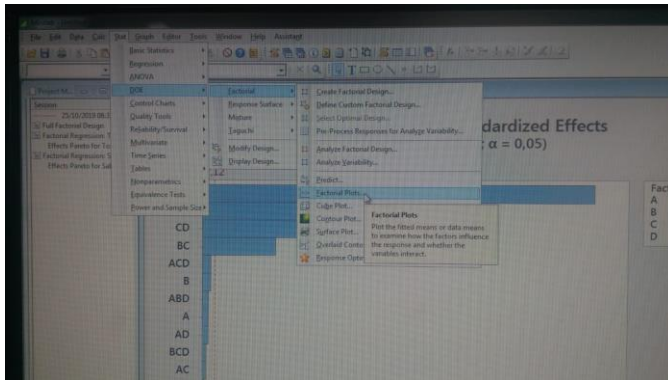 File Edit Data Calc Stat Graph Editor Tools Window Help Assistant
Basic Statistics
Regression
ANOVA
DOE
Control Charts
Quality Tools
Reliability/Survival
Multivariate
Time Series
Tables
Nonparametrics
Equivalence Tests
Power and Sample Size
Factorial
Response Surface
Mixture
Taguchi
Modify Design...
Display Design...
Create Factorial Design...
Define Custom Factorial Design...
Select Optimal Design...
Pre-Process Responses for Analyze Variability...
Analyze Factorial Design...
Analyze Variability...
Predict...
Factorial Plots...
Cube Plot...
Contour Plot...
Surface Plot...
Overlaid Conto
Response Opti
Factorial Plots
Plot the fitted means or data means
to examine how the factors influence
the response and whether the
variables interact.
Project M...
Session
Full Factorial Design
Factorial Regression: T
Effects Pareto for To
Factorial Regression: S
Effects Pareto for Sal
dardized Effects
α = 0,05)
Fac
A
B
C
D
CD
BC
ACD
B
ABD
A
AD
BCD
AC